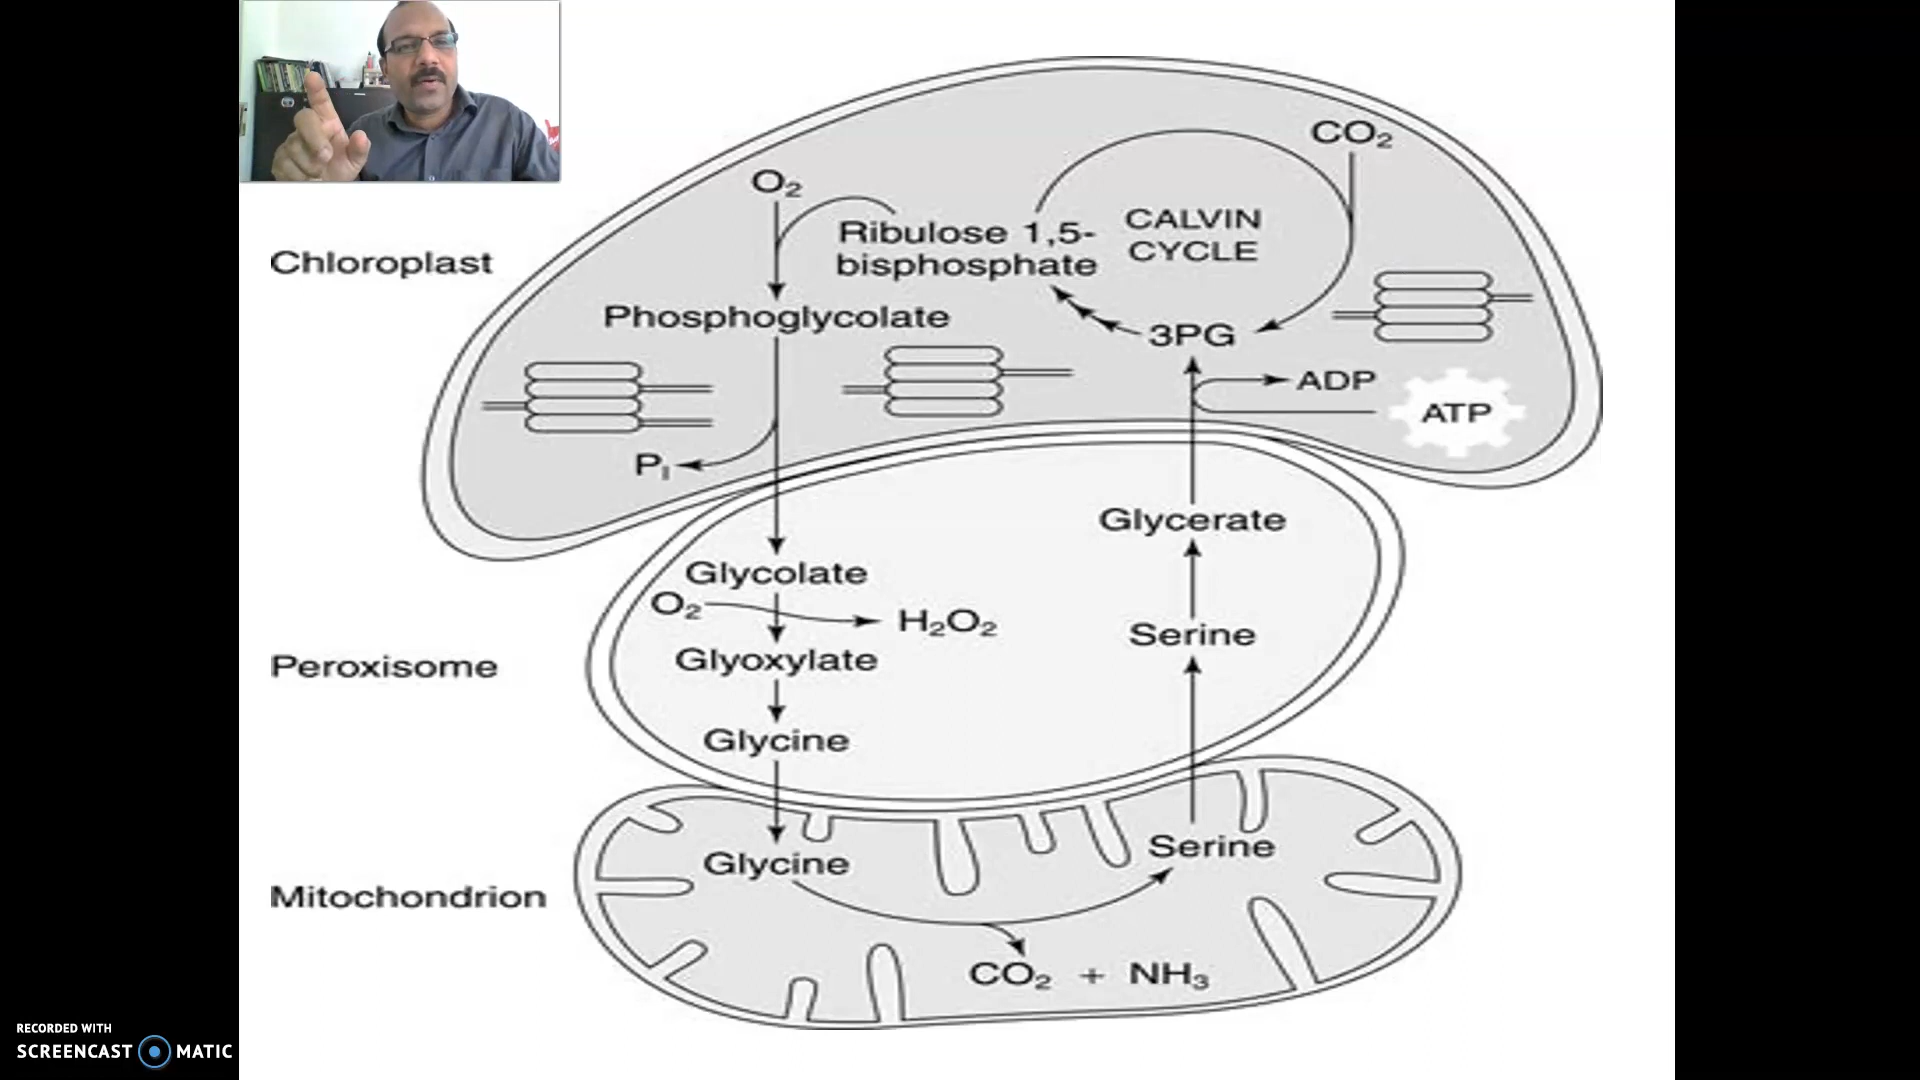 CO₂
O₂
Ribulose 1,5-
bisphosphate
CALVIN
CYCLE
Chloroplast
Phosphoglycolate
3PG
ADP
ATP
Pᵢ
Glycerate
Glycolate
O₂
H₂O₂
Serine
Peroxisome
Glyoxylate
Glycine
Mitochondrion
Glycine
Serine
CO₂ + NH₃
RECORDED WITH
SCREENCAST MATIC